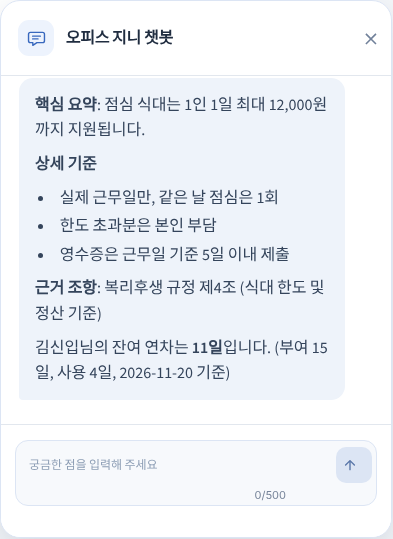 오피스 지니 챗봇
핵심 요약: 점심 식대는 1인 1일 최대 12,000원
까지 지원됩니다.
상세 기준
• 실제 근무일만, 같은 날 점심은 1회
• 한도 초과분은 본인 부담
• 영수증은 근무일 기준 5일 이내 제출
근거 조항: 복리후생 규정 제4조 (식대 한도 및
정산 기준)
김신입님의 잔여 연차는 11일입니다. (부여 15
일, 사용 4일, 2026-11-20 기준)
궁금한 점을 입력해 주세요
0/500